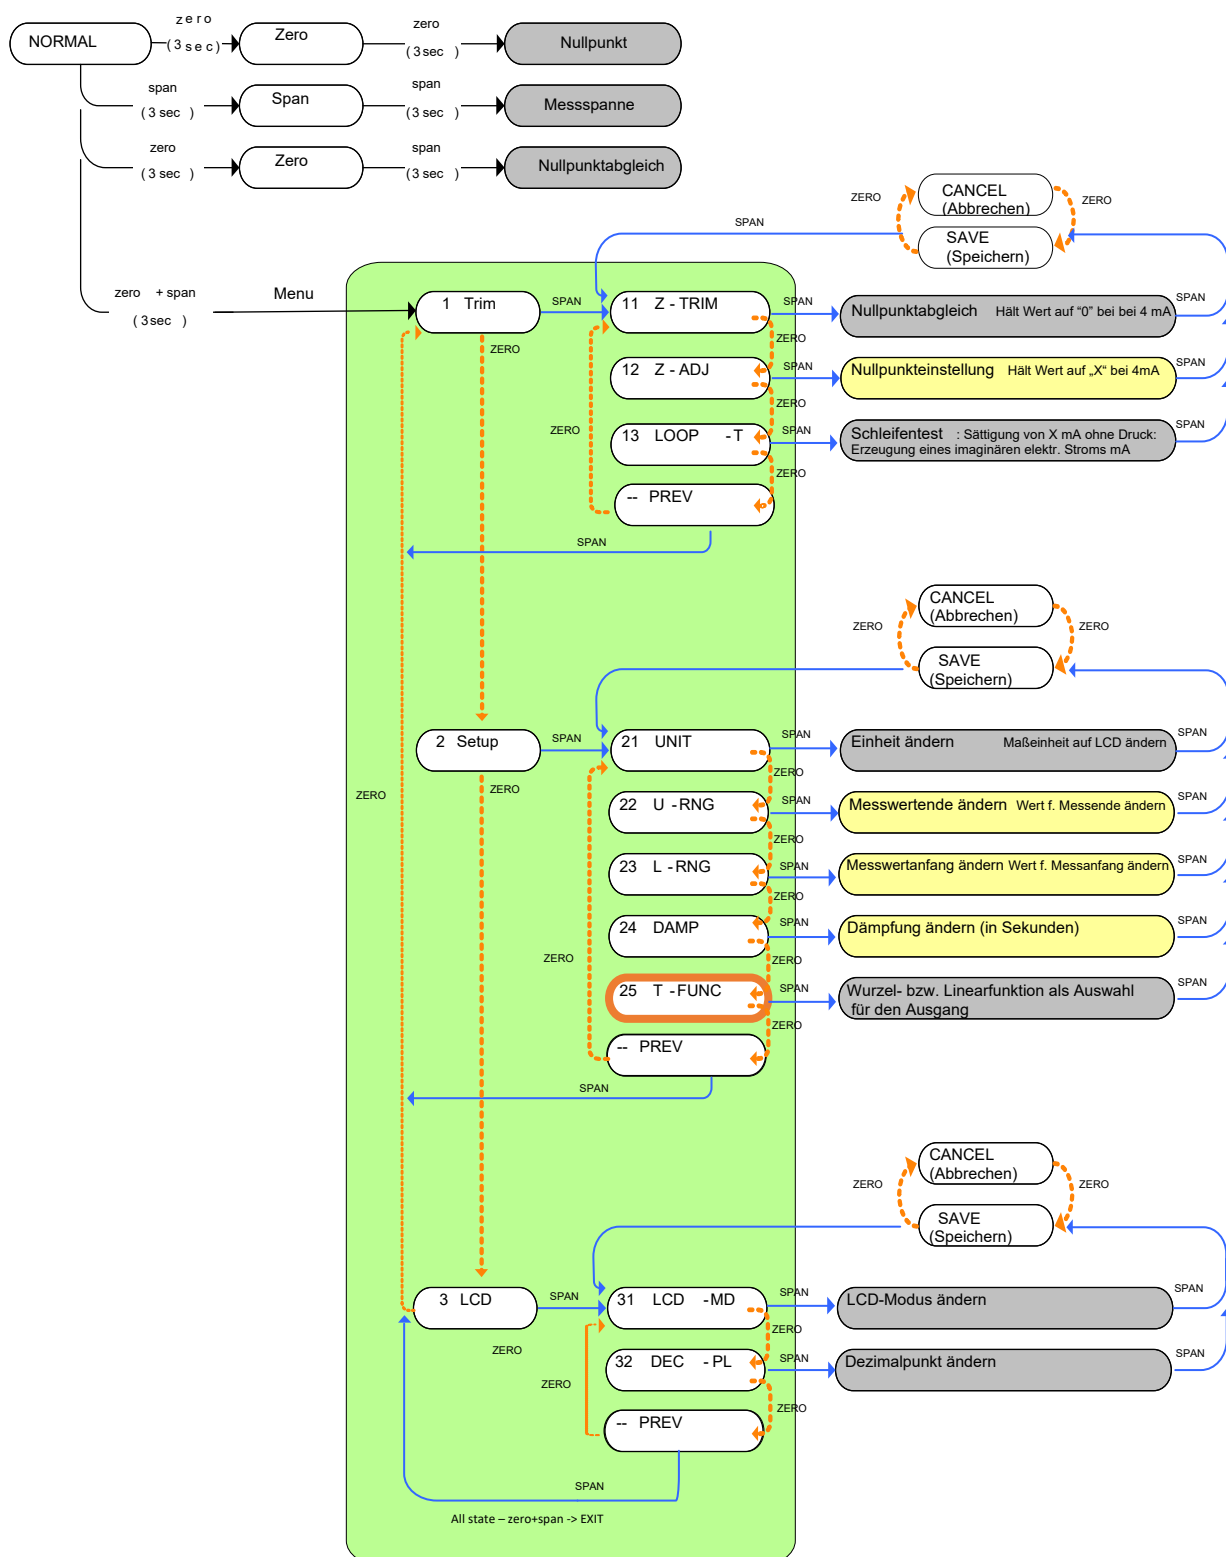 zero
NORMAL
(3 sec)
Zero
zero
(3 sec )
Nullpunkt
span
(3 sec )
Span
span
(3 sec )
Messspanne
zero
(3 sec )
Zero
span
(3 sec )
Nullpunktabgleich
CANCEL
(Abbrechen)
ZERO
ZERO
SPAN
SAVE
(Speichern)
zero + span
(3sec )
Menu
1 Trim
SPAN
11 Z - TRIM
SPAN
Nullpunktabgleich Hält Wert auf "0" bei bei 4 mA
SPAN
ZERO
ZERO
12 Z - ADJ
SPAN
Nullpunkteinstellung Hält Wert auf „X“ bei 4mA
SPAN
ZERO
ZERO
13 LOOP - T
SPAN
Schleifentest : Sättigung von X mA ohne Druck:
Erzeugung eines imaginären elektr. Stroms mA
SPAN
ZERO
-- PREV
SPAN
CANCEL
(Abbrechen)
ZERO
ZERO
SAVE
(Speichern)
SPAN
2 Setup
SPAN
21 UNIT
SPAN
Einheit ändern Maßeinheit auf LCD ändern
SPAN
ZERO
ZERO
ZERO
22 U - RNG
SPAN
Messwertende ändern Wert f. Messende ändern
SPAN
ZERO
23 L - RNG
SPAN
Messwertanfang ändern Wert f. Messanfang ändern
SPAN
ZERO
24 DAMP
SPAN
Dämpfung ändern (in Sekunden)
SPAN
ZERO
ZERO
25 T - FUNC
SPAN
Wurzel- bzw. Linearfunktion als Auswahl
für den Ausgang
SPAN
ZERO
-- PREV
SPAN
CANCEL
(Abbrechen)
ZERO
ZERO
SAVE
(Speichern)
SPAN
3 LCD
SPAN
31 LCD - MD
SPAN
LCD-Modus ändern
SPAN
ZERO
ZERO
32 DEC - PL
SPAN
Dezimalpunkt ändern
SPAN
ZERO
ZERO
-- PREV
SPAN
All state – zero+span -> EXIT